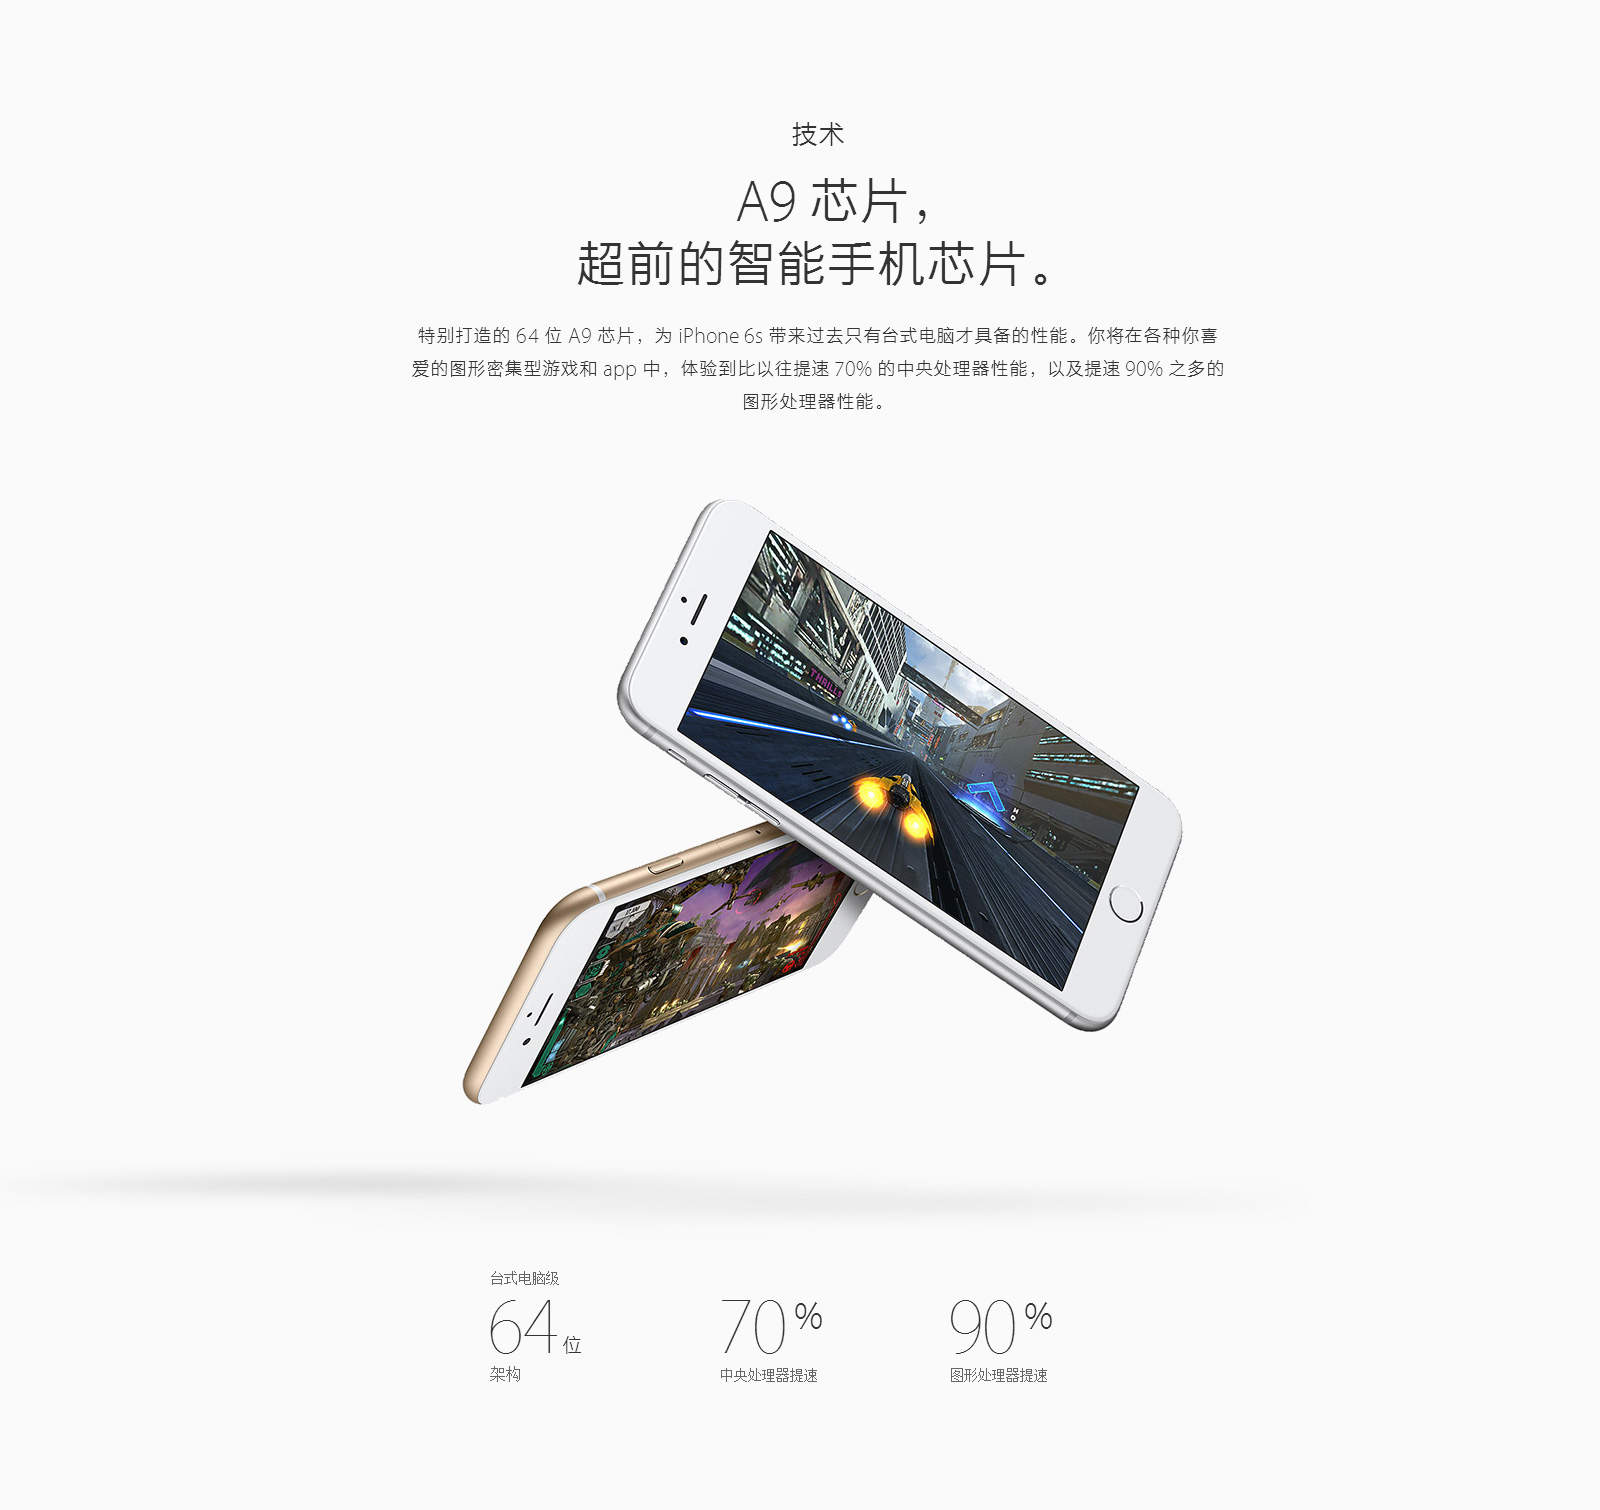 技术
A9 芯片，
超前的智能手机芯片。
特别打造的 64 位 A9 芯片，为 iPhone 6s 带来过去只有台式电脑才具备的性能。你将在各种你喜
爱的图形密集型游戏和 app 中，体验到比以往提速 70% 的中央处理器性能，以及提速 90% 之多的
图形处理器性能。
THRILL
台式电脑级
64 位
架构
70 %
中央处理器提速
90 %
图形处理器提速